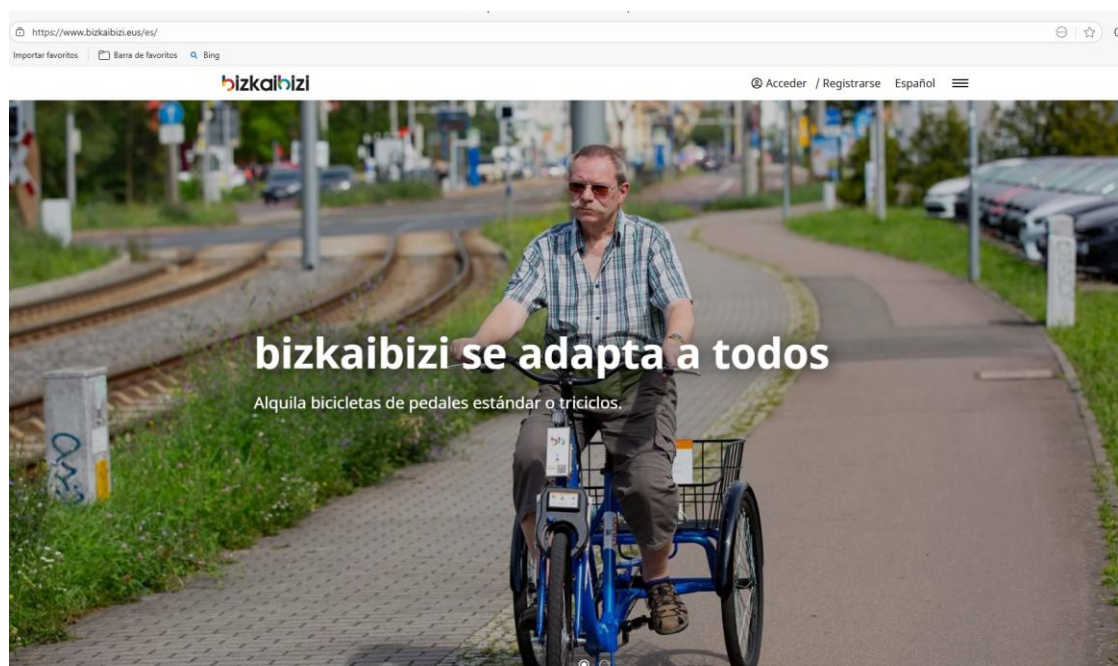 https://www.bizkaibizi.eus/es/
Importar favoritos Barra de favoritos Bing
bizkaibizi Acceder / Registrarse Español
bizkaibizi se adapta a todos
Alquila bicicletas de pedales estándar o triciclos.